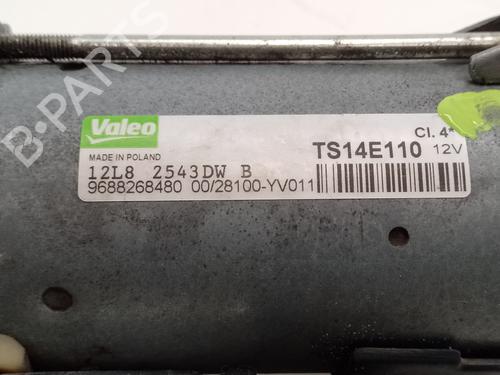 B-PARTS
Valeo
MADE IN POLAND
Cl. 4*
TS14E110 12V
12L8 2543DW B
9688268480 00/28100-YV011